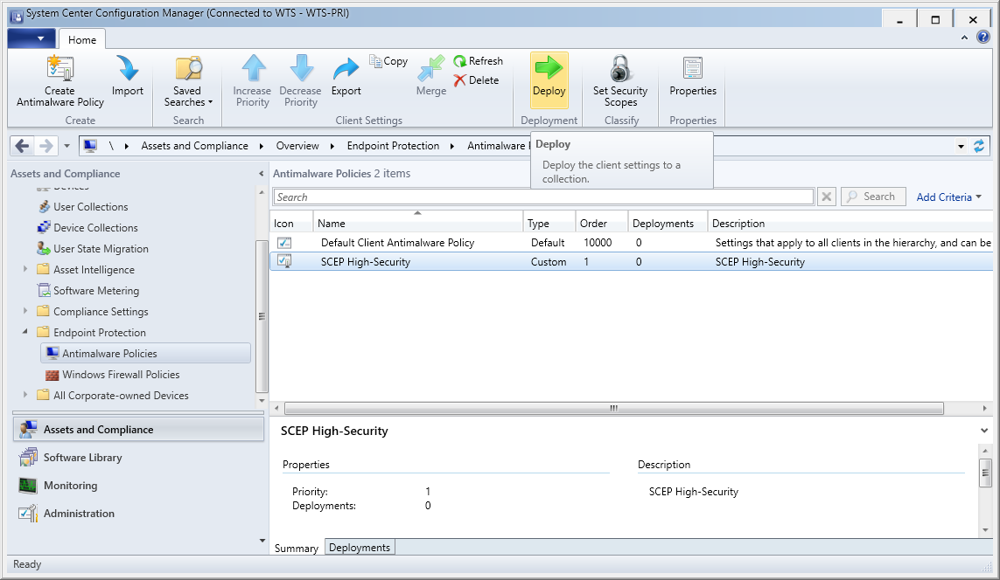 System Center Configuration Manager (Connected to WTS - WTS-PRI)
Home
Create
Antimalware Policy
Import
Saved
Searches
Increase
Priority
Decrease
Priority
Export
Copy
Merge
Refresh
Delete
Deploy
Set Security
Scopes
Properties
Create
Search
Client Settings
Deployment
Classify
Properties
\ Assets and Compliance Overview Endpoint Protection Antimalware
Deploy
Deploy the client settings to a
collection.
Assets and Compliance
Devices
User Collections
Device Collections
User State Migration
Asset Intelligence
Software Metering
Compliance Settings
Endpoint Protection
Antimalware Policies
Windows Firewall Policies
All Corporate-owned Devices
Assets and Compliance
Software Library
Monitoring
Administration
Antimalware Policies 2 items
Search
Search
Add Criteria
Icon Name Type Order Deployments Description
Default Client Antimalware Policy Default 10000 0 Settings that apply to all clients in the hierarchy, and can be
SCEP High-Security Custom 1 0 SCEP High-Security
SCEP High-Security
Properties
Priority: 1
Deployments: 0
Description
SCEP High-Security
Summary
Deployments
Ready